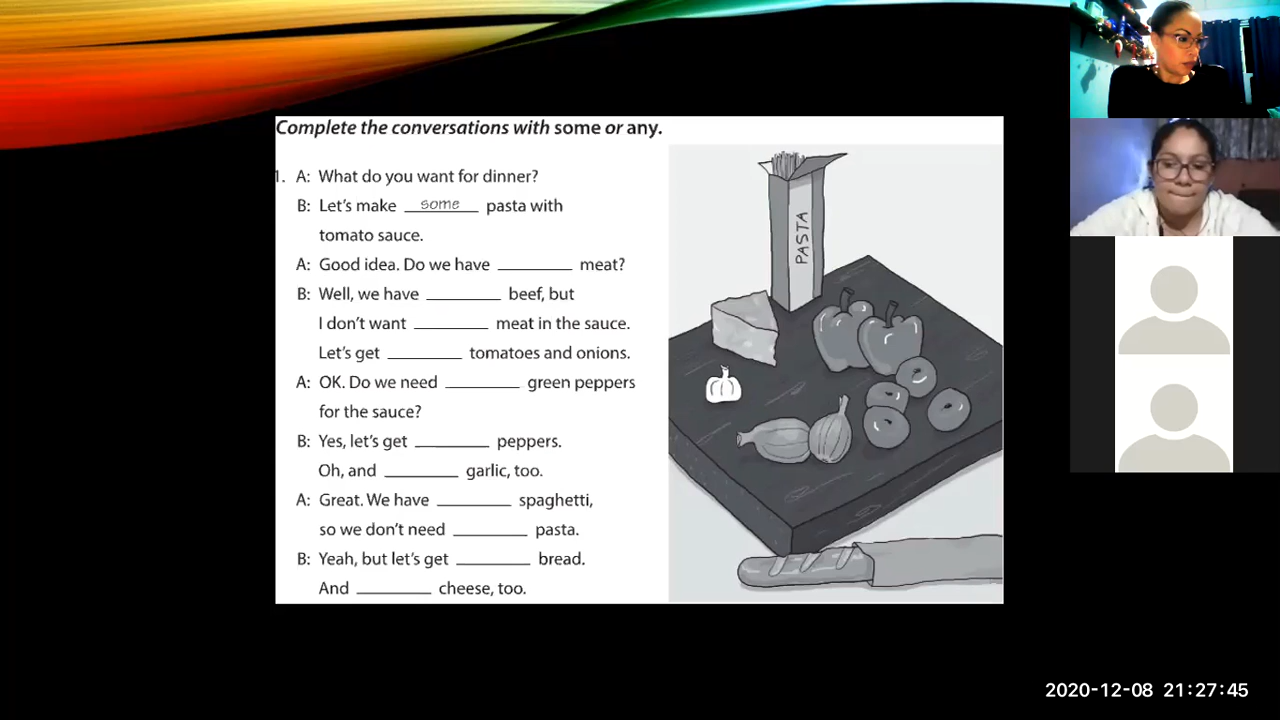 Complete the conversations with some or any.
1. A: What do you want for dinner?
B: Let's make some pasta with
tomato sauce.
A: Good idea. Do we have ________ meat?
B: Well, we have ________ beef, but
I don't want ________ meat in the sauce.
Let's get ________ tomatoes and onions.
A: OK. Do we need ________ green peppers
for the sauce?
B: Yes, let's get ________ peppers.
Oh, and ________ garlic, too.
A: Great. We have ________ spaghetti,
so we don't need ________ pasta.
B: Yeah, but let's get ________ bread.
And ________ cheese, too.
PASTA
2020-12-08 21:27:45